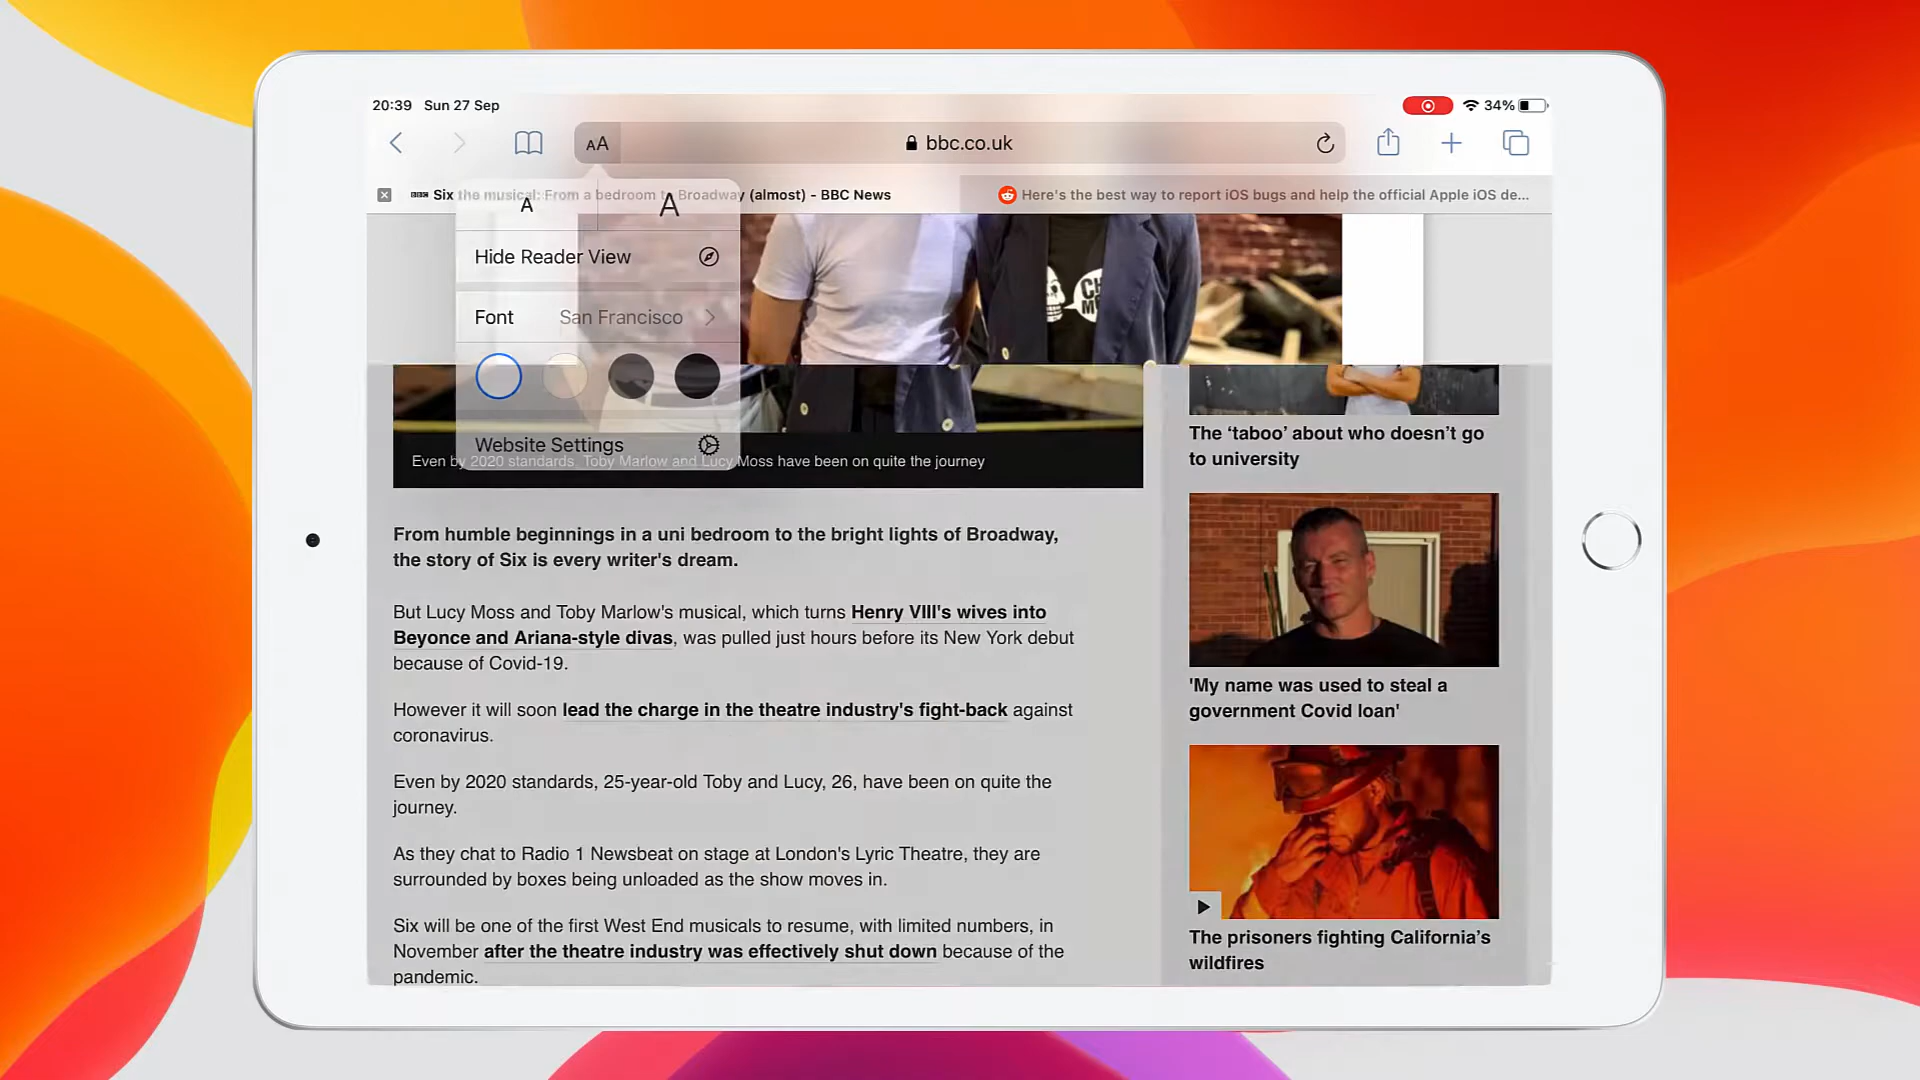 20:39 Sun 27 Sep
34%
AA
bbc.co.uk
BBC Six the musical: From a bedroom to Broadway (almost) - BBC News
Here's the best way to report iOS bugs and help the official Apple iOS de...
A A
Hide Reader View
Font San Francisco
Website Settings
Even by 2020 standards, Toby Marlow and Lucy Moss have been on quite the journey
From humble beginnings in a uni bedroom to the bright lights of Broadway,
the story of Six is every writer's dream.
But Lucy Moss and Toby Marlow's musical, which turns Henry VIII's wives into
Beyonce and Ariana-style divas, was pulled just hours before its New York debut
because of Covid-19.
However it will soon lead the charge in the theatre industry's fight-back against
coronavirus.
Even by 2020 standards, 25-year-old Toby and Lucy, 26, have been on quite the
journey.
As they chat to Radio 1 Newsbeat on stage at London's Lyric Theatre, they are
surrounded by boxes being unloaded as the show moves in.
Six will be one of the first West End musicals to resume, with limited numbers, in
November after the theatre industry was effectively shut down because of the
pandemic.
The ‘taboo’ about who doesn’t go
to university
'My name was used to steal a
government Covid loan'
The prisoners fighting California’s
wildfires